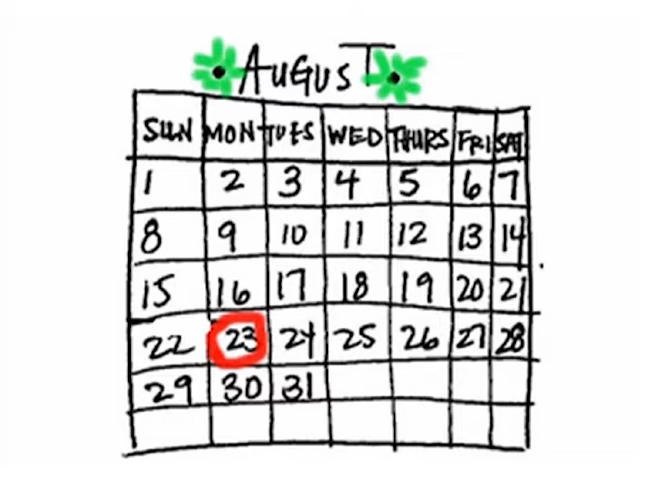 AUGUST
SUN MON TUES WED THURS FRI SAT
1 2 3 4 5 6 7
8 9 10 11 12 13 14
15 16 17 18 19 20 21
22 23 24 25 26 27 28
29 30 31